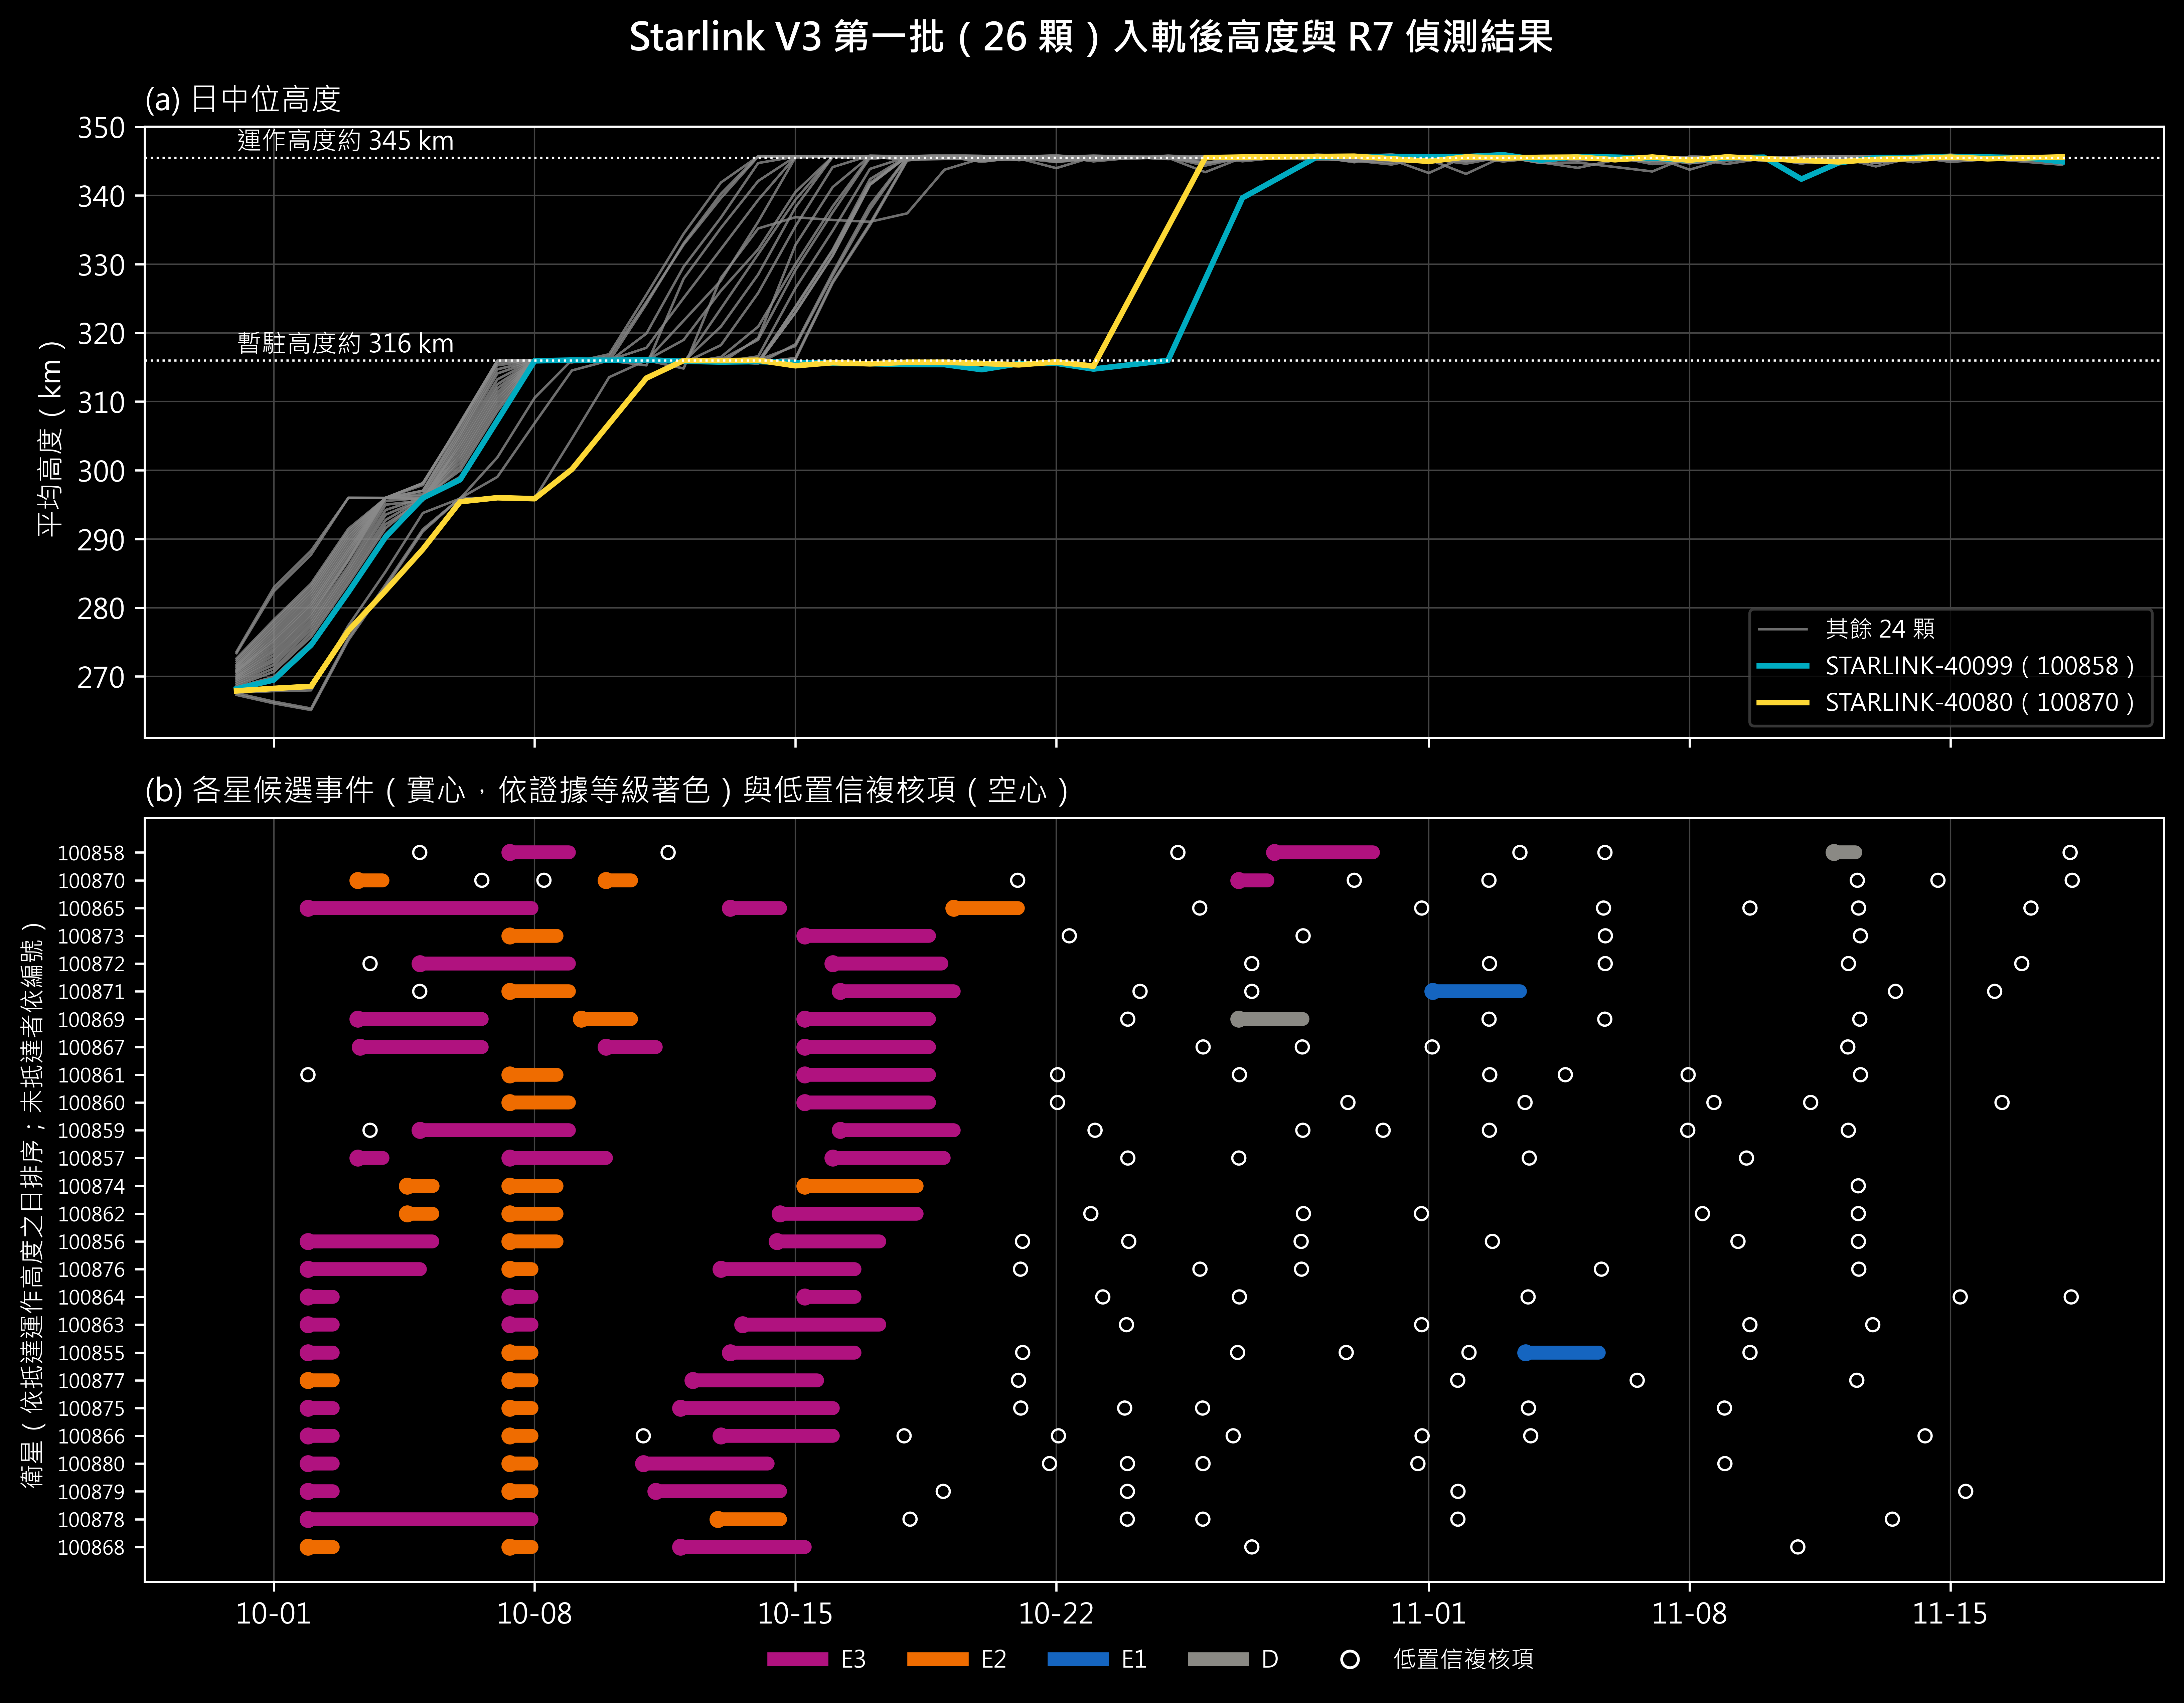 Starlink V3 第一批（26 顆）入軌後高度與 R7 偵測結果
(a) 日中位高度
平均高度（km）
350
340
330
320
310
300
290
280
270
運作高度約 345 km
暫駐高度約 316 km
其餘 24 顆
STARLINK-40099（100858）
STARLINK-40080（100870）
(b) 各星候選事件（實心，依證據等級著色）與低置信複核項（空心）
衛星（依抵達運作高度之日排序；未抵達者依編號）
100858
100870
100865
100873
100872
100871
100869
100867
100861
100860
100859
100857
100874
100862
100856
100876
100864
100863
100855
100877
100875
100866
100880
100879
100878
100868
10-01
10-08
10-15
10-22
11-01
11-08
11-15
E3
E2
E1
D
低置信複核項